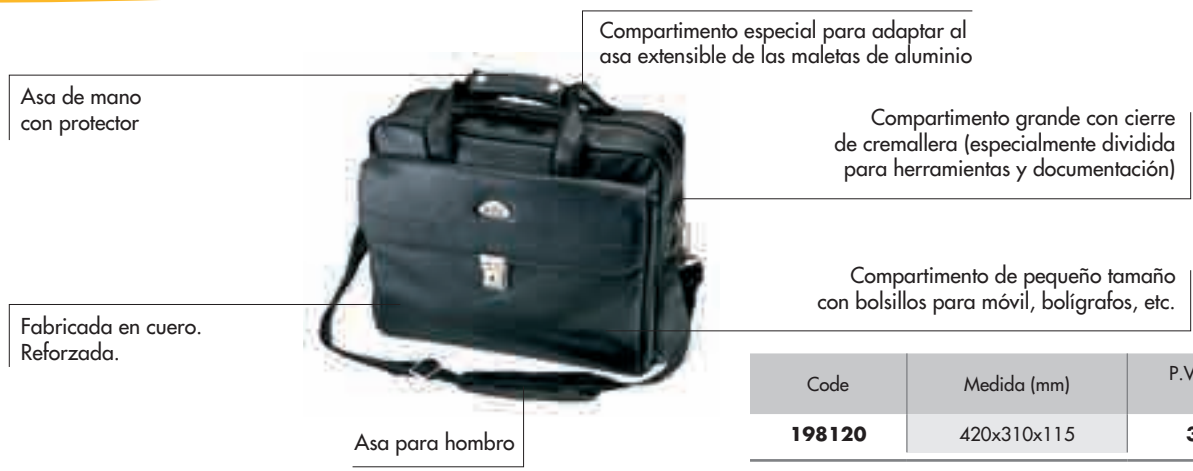 Compartimento especial para adaptar al
asa extensible de las maletas de aluminio
Asa de mano
con protector
Compartimento grande con cierre
de cremallera (especialmente dividida
para herramientas y documentación)
Compartimento de pequeño tamaño
con bolsillos para móvil, bolígrafos, etc.
Fabricada en cuero.
Reforzada.
Asa para hombro
Code Medida (mm)
198120 420x310x115